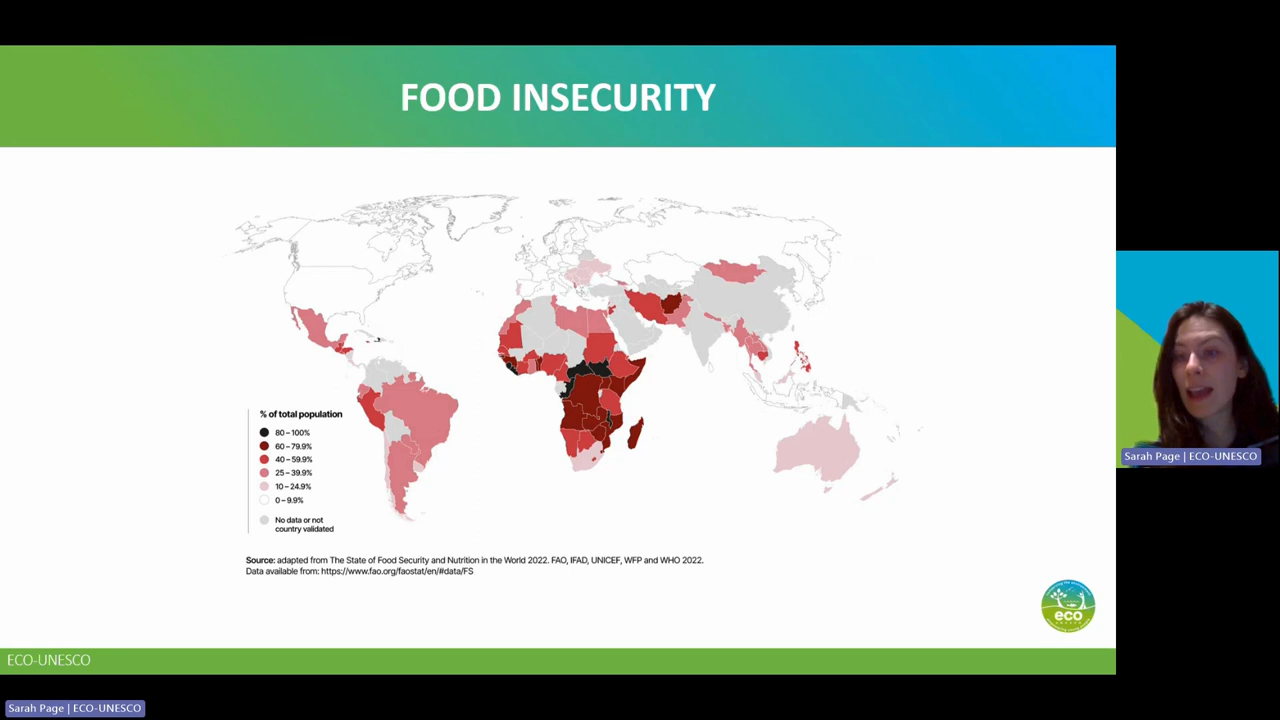 FOOD INSECURITY
% of total population
80 – 100%
60 – 79.9%
40 – 59.9%
25 – 39.9%
10 – 24.9%
0 – 9.9%
No data or not
country validated
Source: adapted from The State of Food Security and Nutrition in the World 2022. FAO, IFAD, UNICEF, WFP and WHO 2022.
Data available from: https://www.fao.org/faostat/en/#data/FS
eco
ECO-UNESCO
Sarah Page | ECO-UNESCO
Sarah Page | ECO-UNESCO